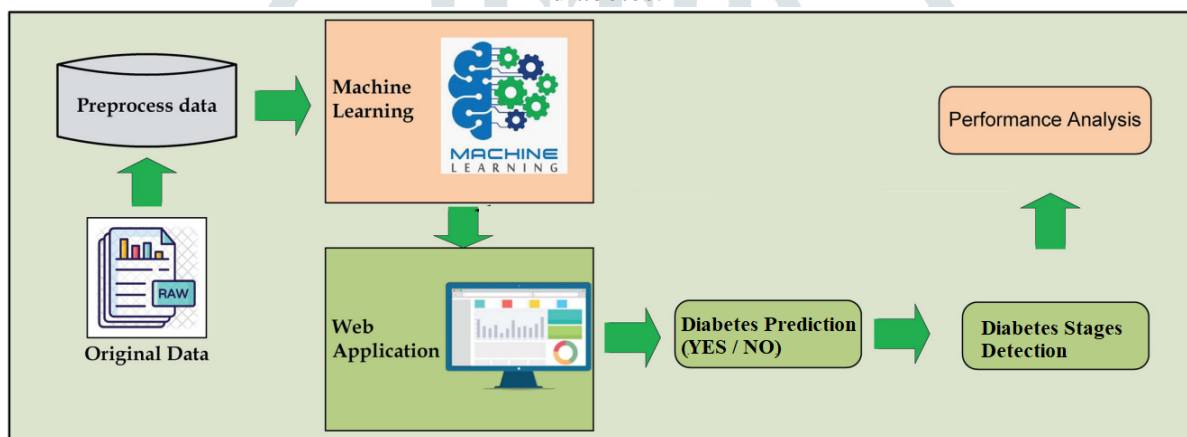 Preprocess data
Machine
Learning
MACHINE
LEARNING
Performance Analysis
RAW
Original Data
Web
Application
Diabetes Prediction
(YES / NO)
Diabetes Stages
Detection